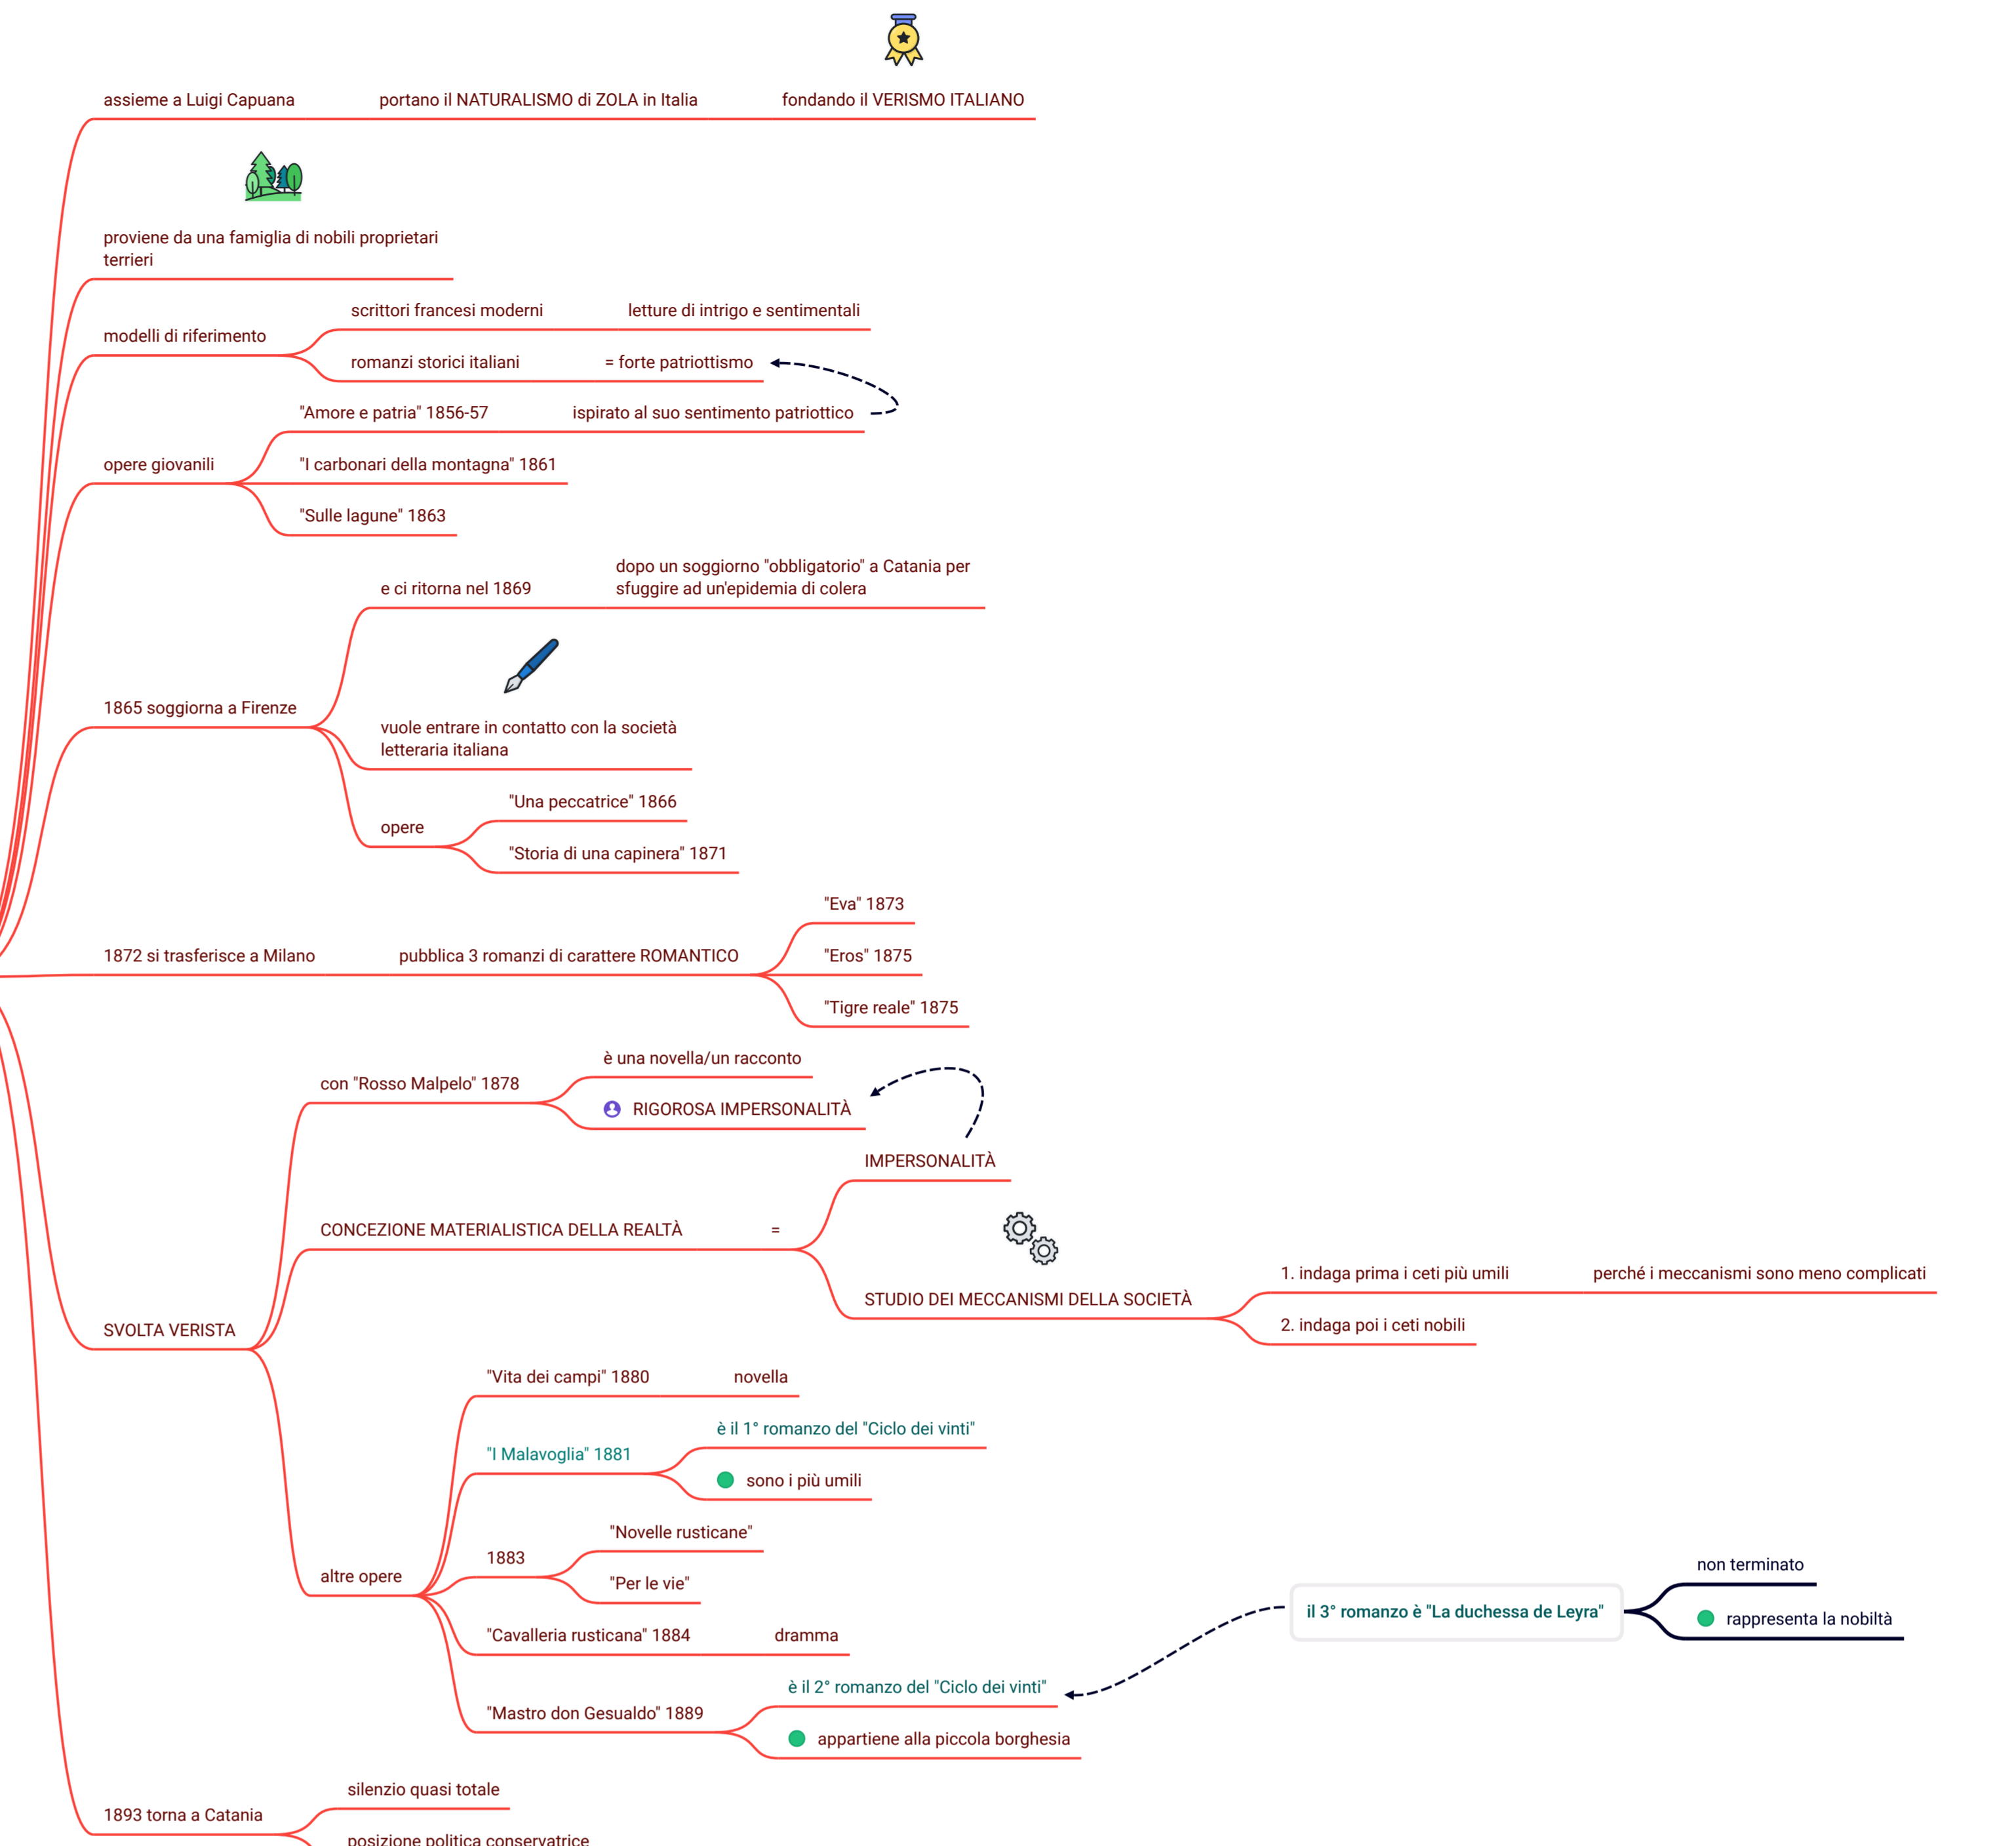 assieme a Luigi Capuana
portano il NATURALISMO di ZOLA in Italia
fondando il VERISMO ITALIANO
proviene da una famiglia di nobili proprietari
terrieri
modelli di riferimento
scrittori francesi moderni
letture di intrigo e sentimentali
romanzi storici italiani
= forte patriottismo
opere giovanili
"Amore e patria" 1856-57
ispirato al suo sentimento patriottico
"I carbonari della montagna" 1861
"Sulle lagune" 1863
1865 soggiorna a Firenze
e ci ritorna nel 1869
dopo un soggiorno "obbligatorio" a Catania per
sfuggire ad un'epidemia di colera
vuole entrare in contatto con la società
letteraria italiana
opere
"Una peccatrice" 1866
"Storia di una capinera" 1871
1872 si trasferisce a Milano
pubblica 3 romanzi di carattere ROMANTICO
"Eva" 1873
"Eros" 1875
"Tigre reale" 1875
SVOLTA VERISTA
con "Rosso Malpelo" 1878
è una novella/un racconto
RIGOROSA IMPERSONALITÀ
CONCEZIONE MATERIALISTICA DELLA REALTÀ
=
IMPERSONALITÀ
STUDIO DEI MECCANISMI DELLA SOCIETÀ
1. indaga prima i ceti più umili
perché i meccanismi sono meno complicati
2. indaga poi i ceti nobili
altre opere
"Vita dei campi" 1880
novella
"I Malavoglia" 1881
è il 1° romanzo del "Ciclo dei vinti"
sono i più umili
1883
"Novelle rusticane"
"Per le vie"
"Cavalleria rusticana" 1884
dramma
"Mastro don Gesualdo" 1889
è il 2° romanzo del "Ciclo dei vinti"
appartiene alla piccola borghesia
il 3° romanzo è "La duchessa de Leyra"
non terminato
rappresenta la nobiltà
1893 torna a Catania
silenzio quasi totale
posizione politica conservatrice